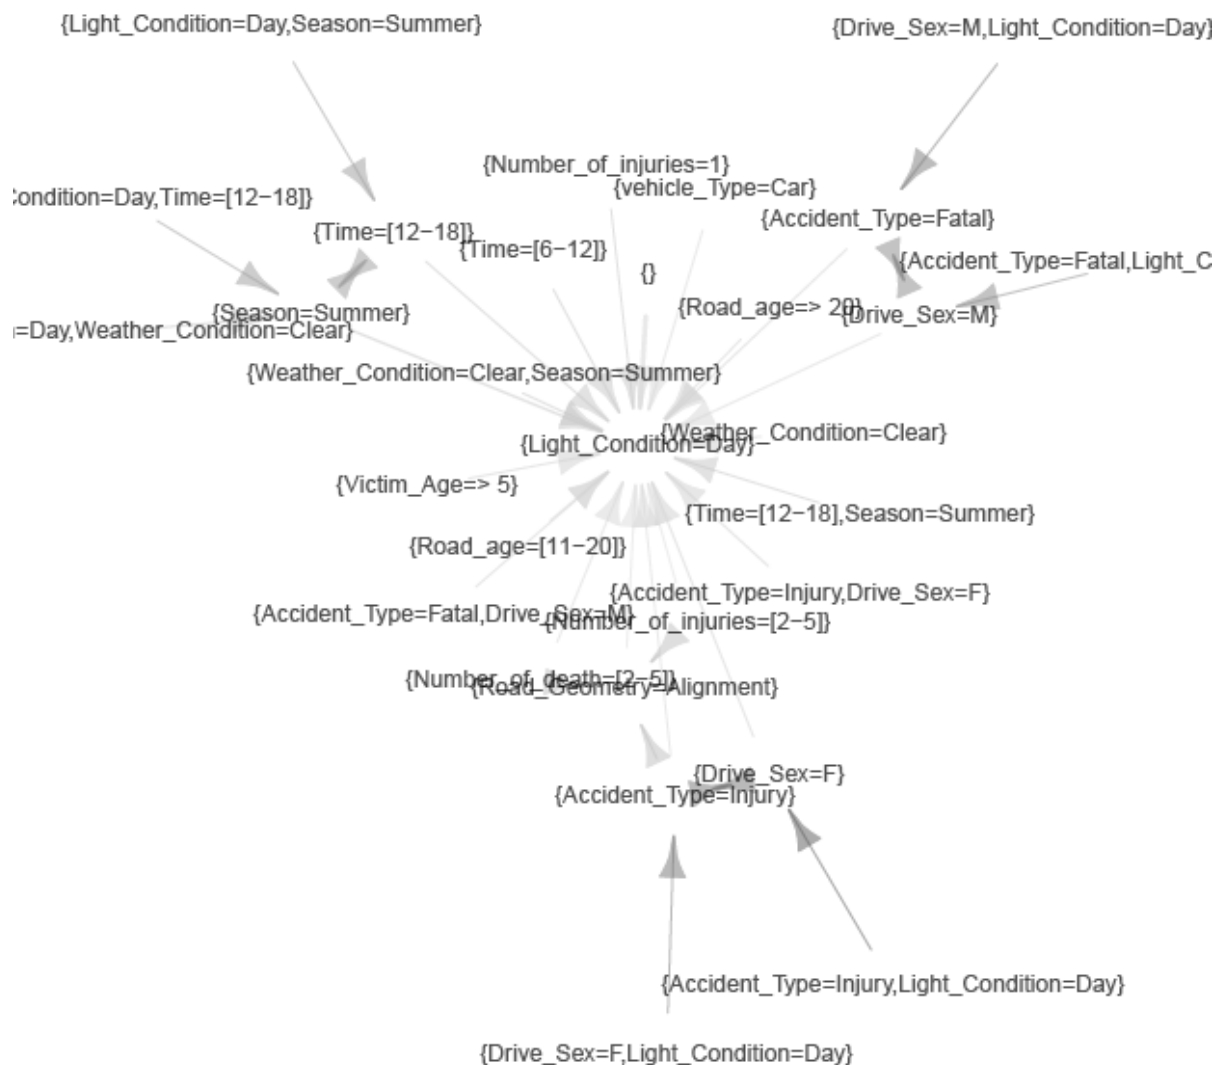 {Light_Condition=Day,Season=Summer}
{Drive_Sex=M,Light_Condition=Day}
{Number_of_injuries=1}
{vehicle_Type=Car}
Condition=Day,Time=[12−18]}
{Accident_Type=Fatal}
{Time=[12−18]}
{Time=[6−12]}
{Accident_Type=Fatal,Light_C
{}
{Road_age=> 20}
{Season=Summer}
{Drive_Sex=M}
=Day,Weather_Condition=Clear}
{Weather_Condition=Clear,Season=Summer}
{Weather_Condition=Clear}
{Light_Condition=Day}
{Victim_Age=> 5}
{Time=[12−18],Season=Summer}
{Road_age=[11−20]}
{Accident_Type=Injury,Drive_Sex=F}
{Accident_Type=Fatal,Drive_Sex=M}
{Number_of_injuries=[2−5]}
{Number_of_death=[2−5]}
{Road_Geometry=Alignment}
{Drive_Sex=F}
{Accident_Type=Injury}
{Accident_Type=Injury,Light_Condition=Day}
{Drive_Sex=F,Light_Condition=Day}